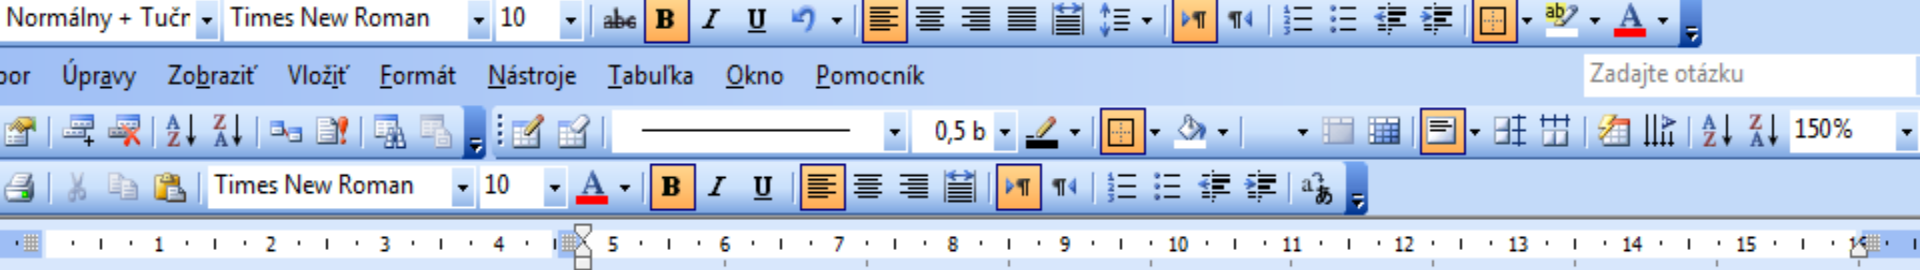 Normálny + Tučr Times New Roman 10 abc B I U A
bor Úpravy Zobraziť Vložiť Formát Nástroje Tabuľka Okno Pomocník Zadajte otázku
0,5 b 150%
Times New Roman 10 A B I U
1 2 3 4 5 6 7 8 9 10 11 12 13 14 15